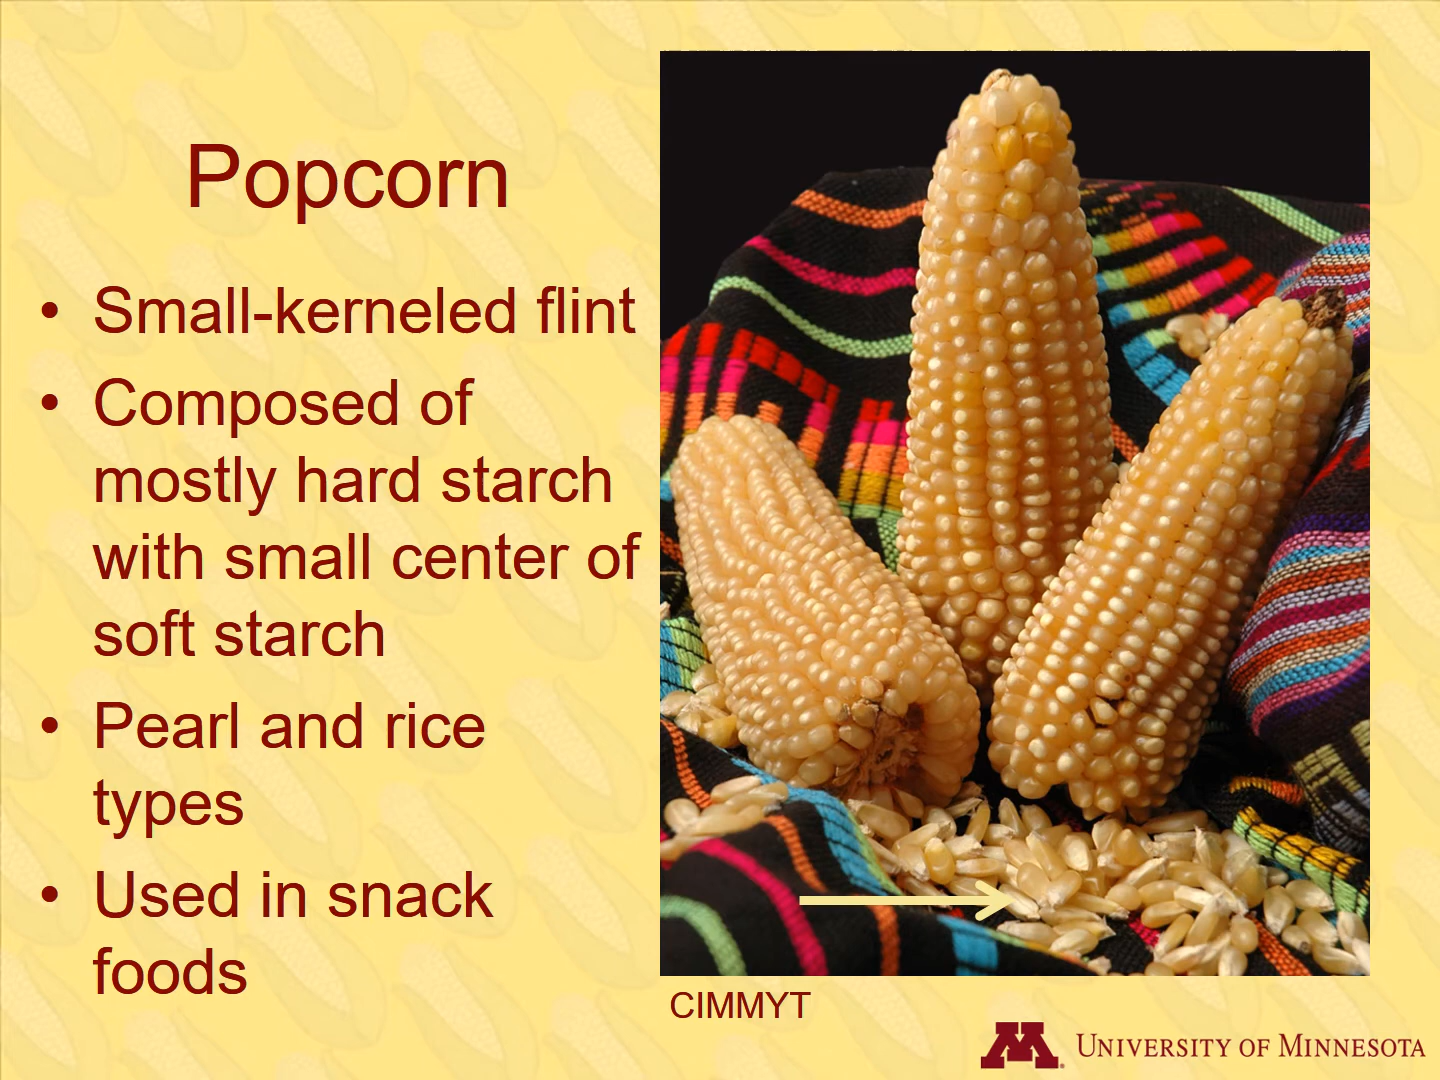 Popcorn
• Small-kerneled flint
• Composed of
mostly hard starch
with small center of
soft starch
• Pearl and rice
types
• Used in snack
foods
CIMMYT
M
UNIVERSITY OF MINNESOTA